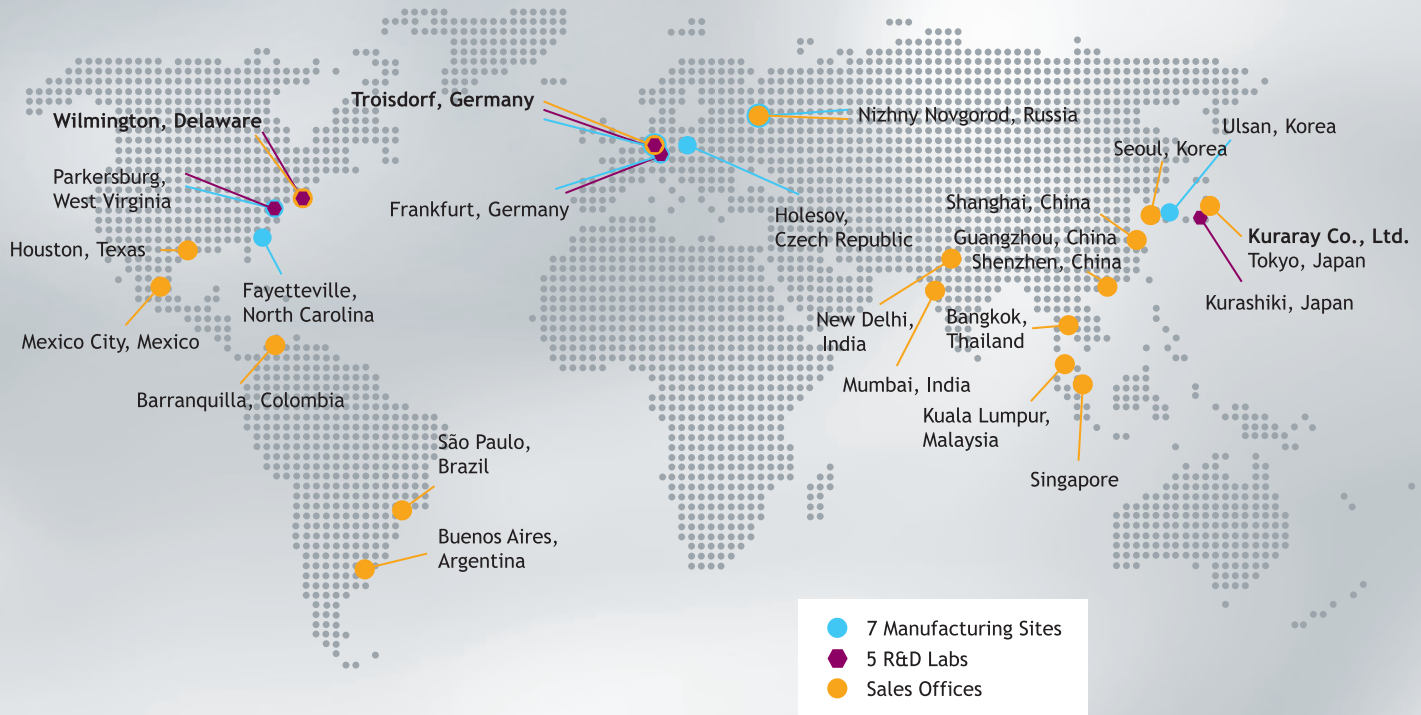 Troisdorf, Germany
Wilmington, Delaware
Nizhny Novgorod, Russia
Ulsan, Korea
Seoul, Korea
Parkersburg,
West Virginia
Frankfurt, Germany
Holesov,
Czech Republic
Shanghai, China
Guangzhou, China
Shenzhen, China
Kuraray Co., Ltd.
Tokyo, Japan
Kurashiki, Japan
Houston, Texas
Fayetteville,
North Carolina
Mexico City, Mexico
New Delhi,
India
Bangkok,
Thailand
Barranquilla, Colombia
Mumbai, India
Kuala Lumpur,
Malaysia
São Paulo,
Brazil
Singapore
Buenos Aires,
Argentina
7 Manufacturing Sites
5 R&D Labs
Sales Offices